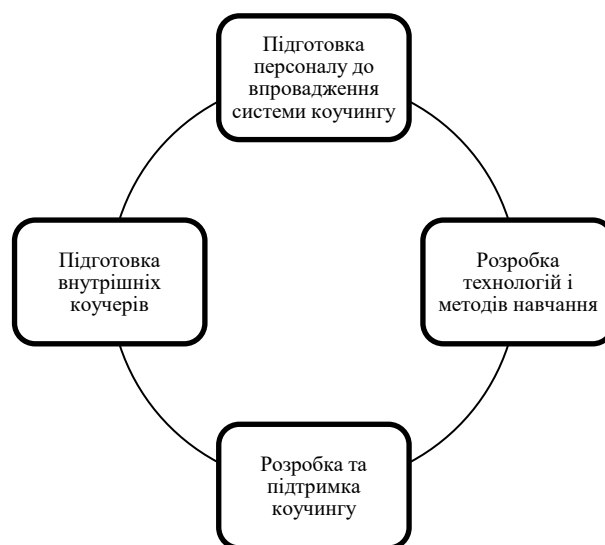 Підготовка
персоналу до
впровадження
системи коучингу
Підготовка
внутрішніх
коучерів
Розробка
технологій і
методів навчання
Розробка та
підтримка
коучингу